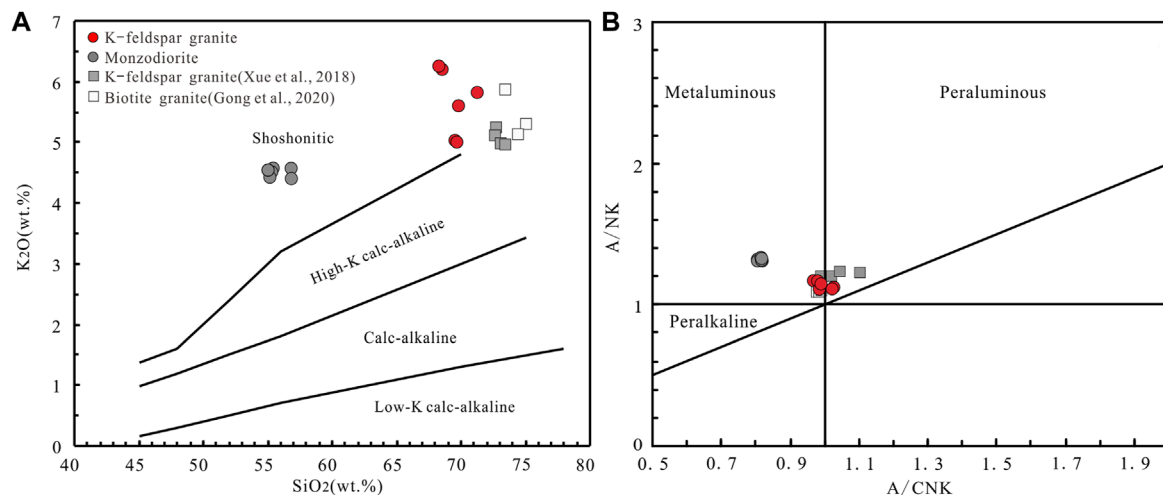 A
K-feldspar granite
Monzodiorite
K-feldspar granite(Xue et al., 2018)
Biotite granite(Gong et al., 2020)
Shoshonitic
High-K calc-alkaline
Calc-alkaline
Low-K calc-alkaline
K2O(wt.%)
7
6
5
4
3
2
1
0
40
45
50
55
60
65
70
75
80
SiO2(wt.%)
B
Metaluminous
Peraluminous
Peralkaline
A/NK
3
2
1
0
0.5
0.7
0.9
1.1
1.3
1.5
1.7
1.9
A/CNK